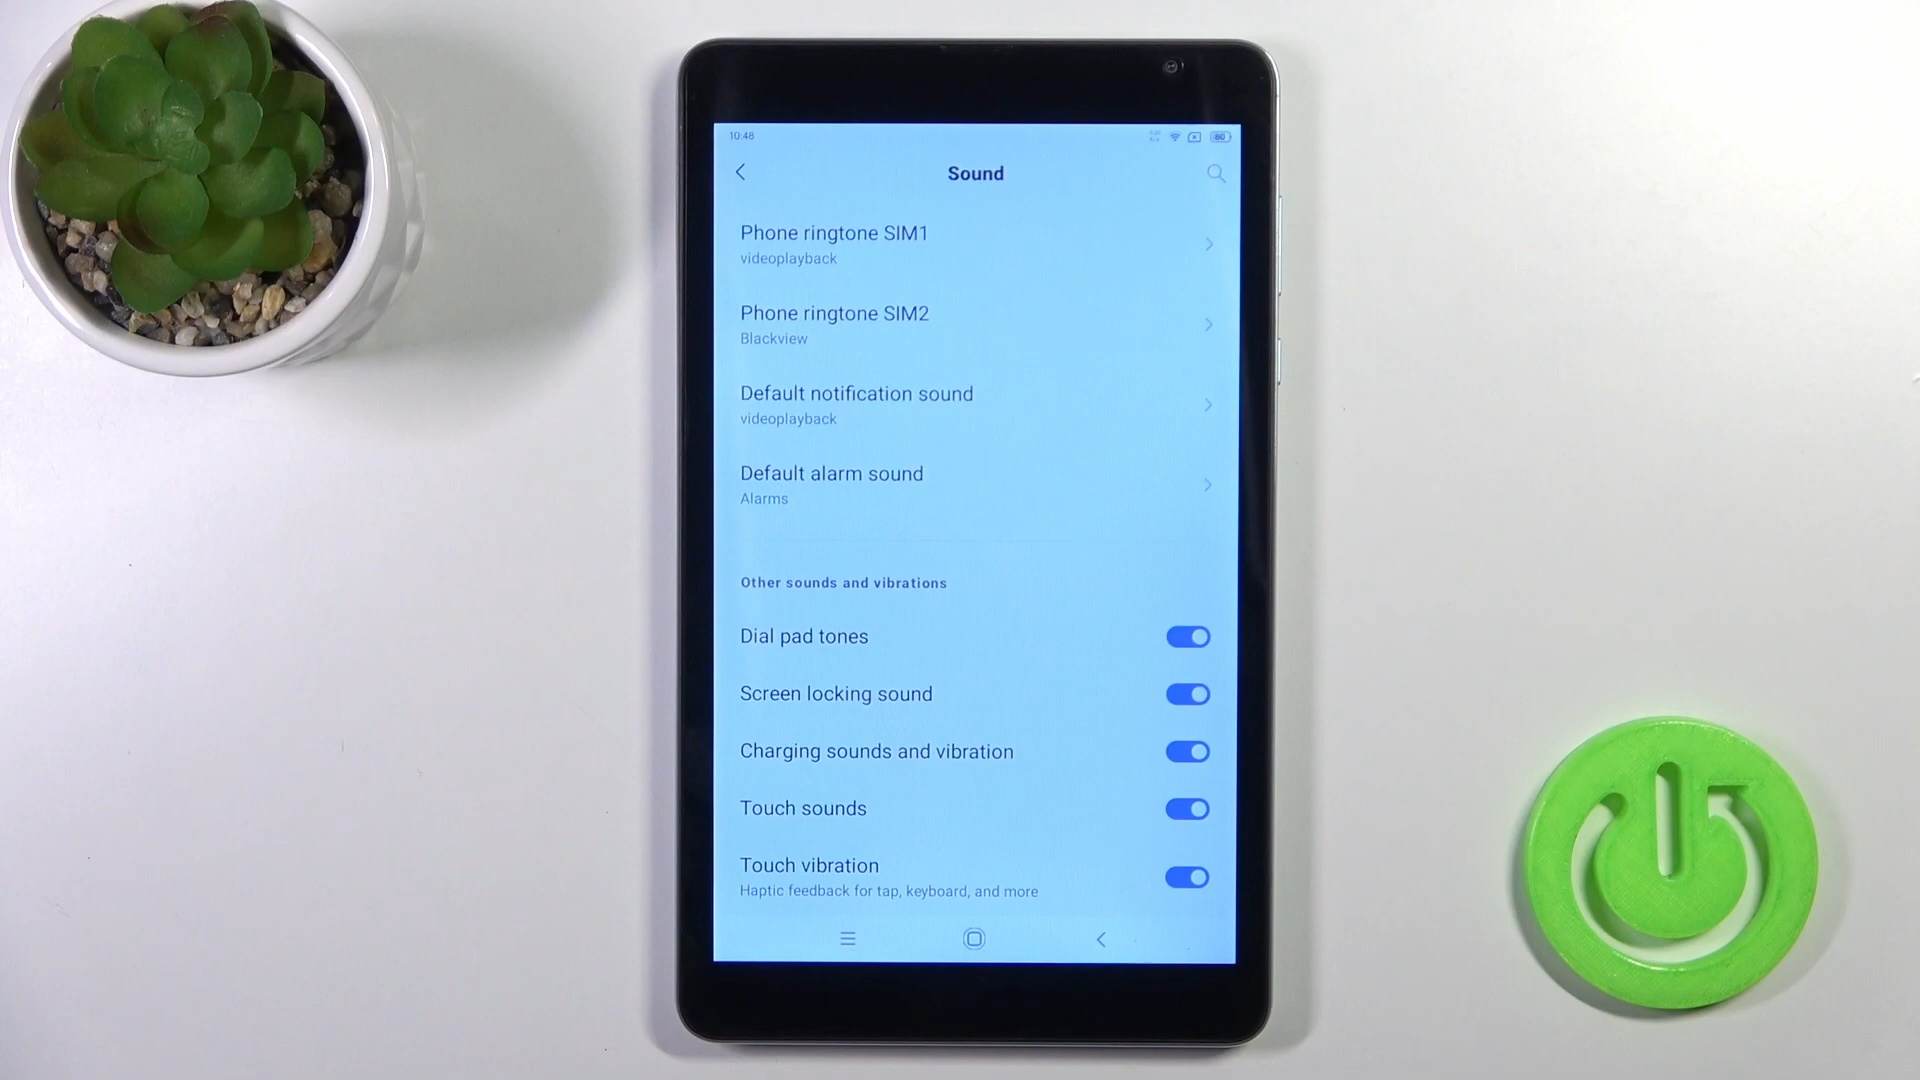 10:48
80
Sound
Phone ringtone SIM1
videoplayback
Phone ringtone SIM2
Blackview
Default notification sound
videoplayback
Default alarm sound
Alarms
Other sounds and vibrations
Dial pad tones
Screen locking sound
Charging sounds and vibration
Touch sounds
Touch vibration
Haptic feedback for tap, keyboard, and more